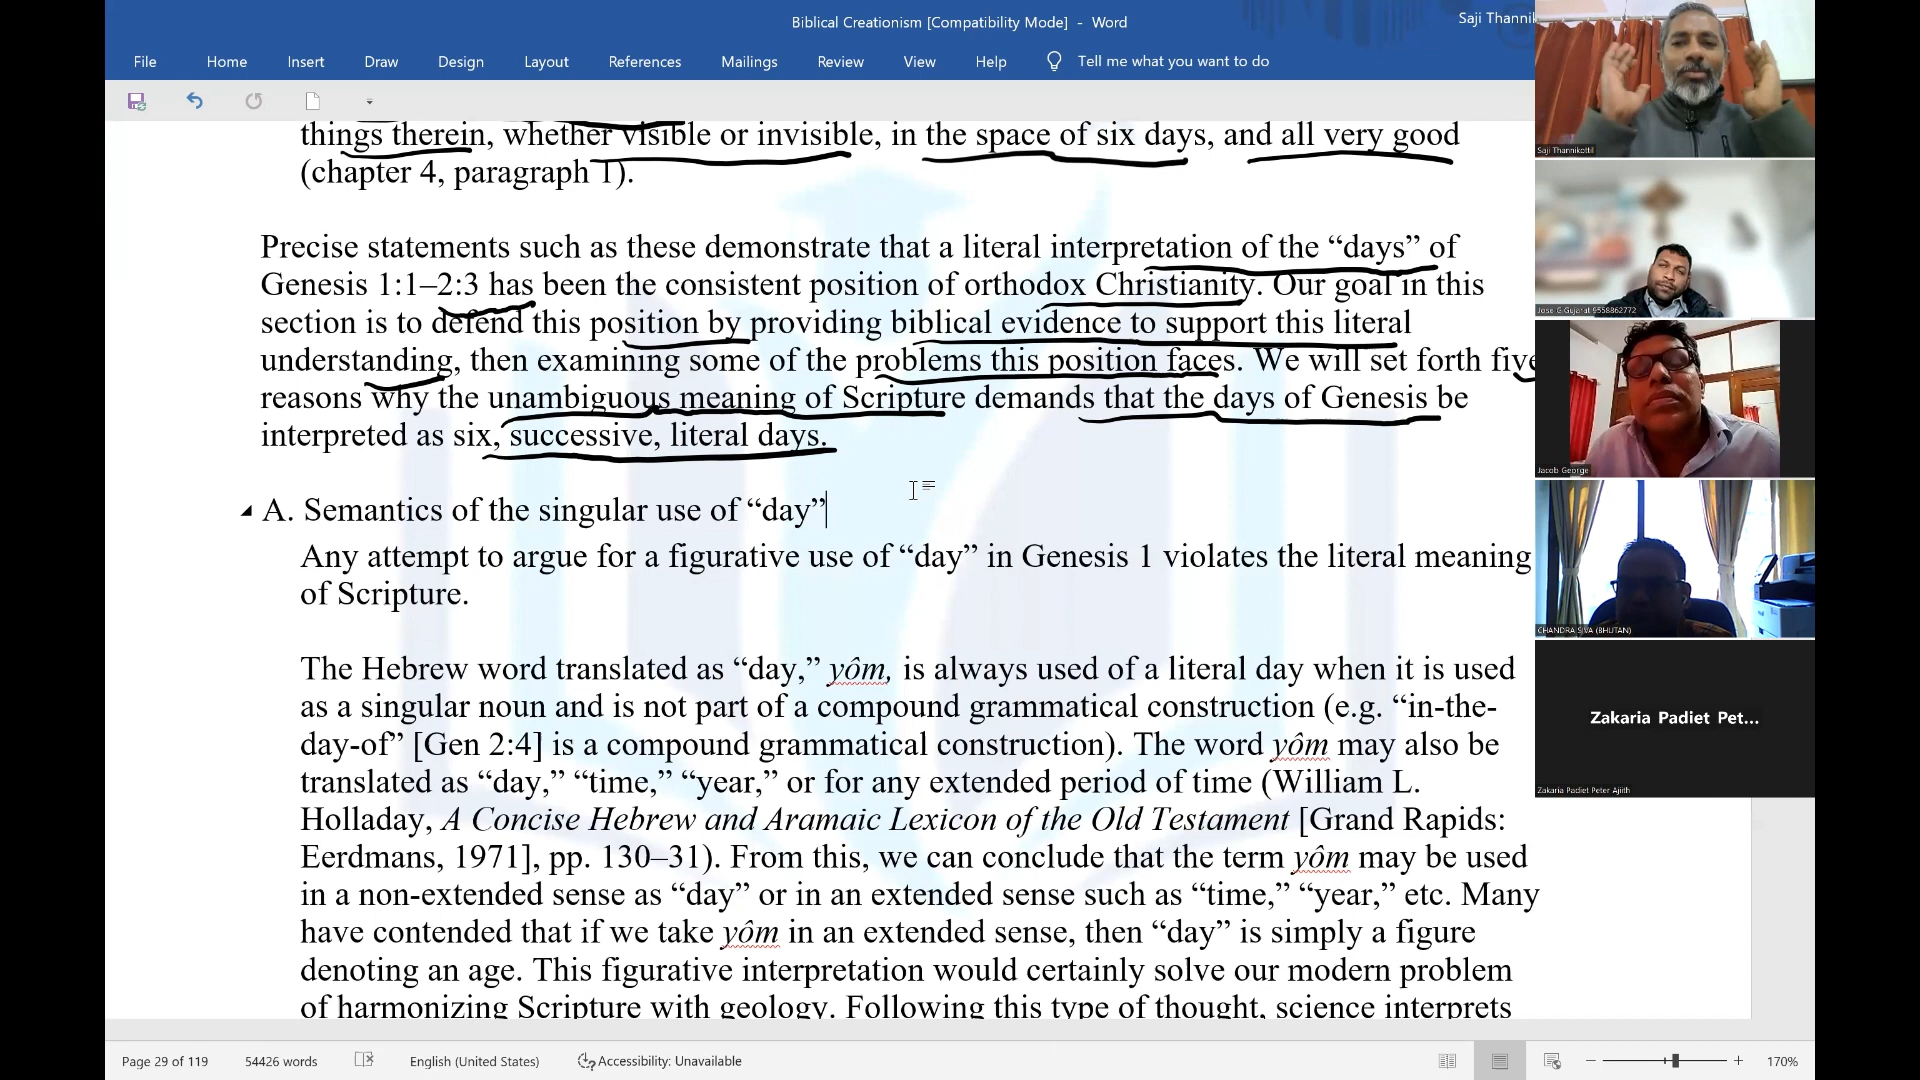 Biblical Creationism [Compatibility Mode] - Word
Saji Thannik
File Home Insert Draw Design Layout References Mailings Review View Help Tell me what you want to do
things therein, whether visible or invisible, in the space of six days, and all very good
(chapter 4, paragraph 1).
Precise statements such as these demonstrate that a literal interpretation of the “days” of
Genesis 1:1–2:3 has been the consistent position of orthodox Christianity. Our goal in this
section is to defend this position by providing biblical evidence to support this literal
understanding, then examining some of the problems this position faces. We will set forth five
reasons why the unambiguous meaning of Scripture demands that the days of Genesis be
interpreted as six, successive, literal days.
A. Semantics of the singular use of “day”
Any attempt to argue for a figurative use of “day” in Genesis 1 violates the literal meaning
of Scripture.
The Hebrew word translated as “day,” yôm, is always used of a literal day when it is used
as a singular noun and is not part of a compound grammatical construction (e.g. “in-the-
day-of” [Gen 2:4] is a compound grammatical construction). The word yôm may also be
translated as “day,” “time,” “year,” or for any extended period of time (William L.
Holladay, A Concise Hebrew and Aramaic Lexicon of the Old Testament [Grand Rapids:
Eerdmans, 1971], pp. 130–31). From this, we can conclude that the term yôm may be used
in a non-extended sense as “day” or in an extended sense such as “time,” “year,” etc. Many
have contended that if we take yôm in an extended sense, then “day” is simply a figure
denoting an age. This figurative interpretation would certainly solve our modern problem
of harmonizing Scripture with geology. Following this type of thought, science interprets
Page 29 of 119 54426 words English (United States) Accessibility: Unavailable 170%
Saji Thannikottil
Jose G Gujarat 9558862772
Jacob George
CHANDRA SIVA (BHUTAN)
Zakaria Padiet Pet...
Zakaria Padiet Peter Ajiith